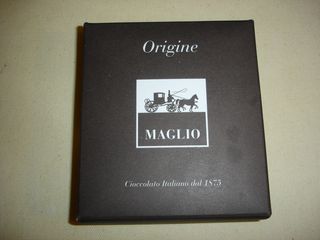 Origine
MAGLIO
Cioccolato Italiano dal 1875